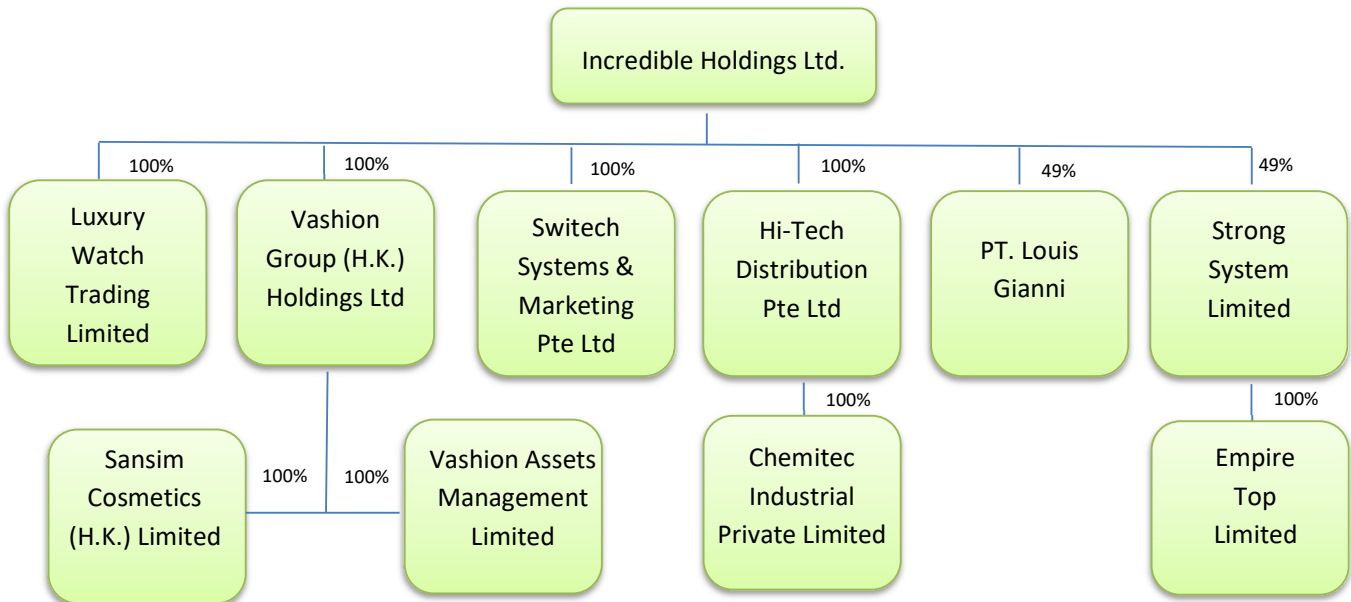 Incredible Holdings Ltd.
100%
100%
100%
100%
49%
49%
Luxury
Watch
Trading
Limited
Vashion
Group (H.K.)
Holdings Ltd
Switech
Systems &
Marketing
Pte Ltd
Hi-Tech
Distribution
Pte Ltd
PT. Louis
Gianni
Strong
System
Limited
100%
100%
100%
100%
Sansim
Cosmetics
(H.K.) Limited
Vashion Assets
Management
Limited
Chemitec
Industrial
Private Limited
Empire
Top
Limited